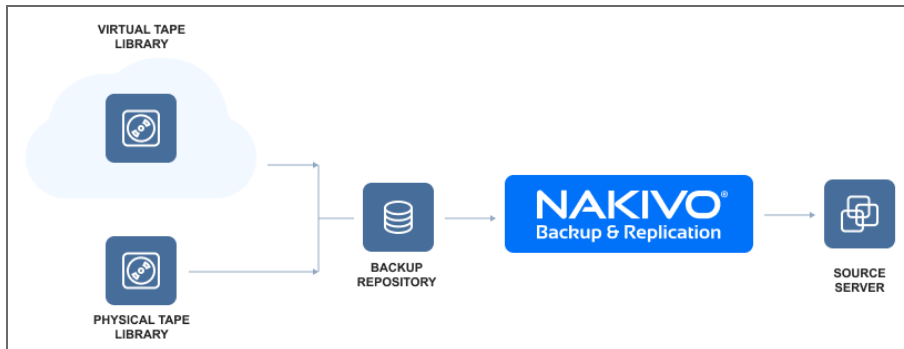 VIRTUAL TAPE
LIBRARY
NAKIVO®
Backup & Replication
BACKUP
REPOSITORY
SOURCE
SERVER
PHYSICAL TAPE
LIBRARY